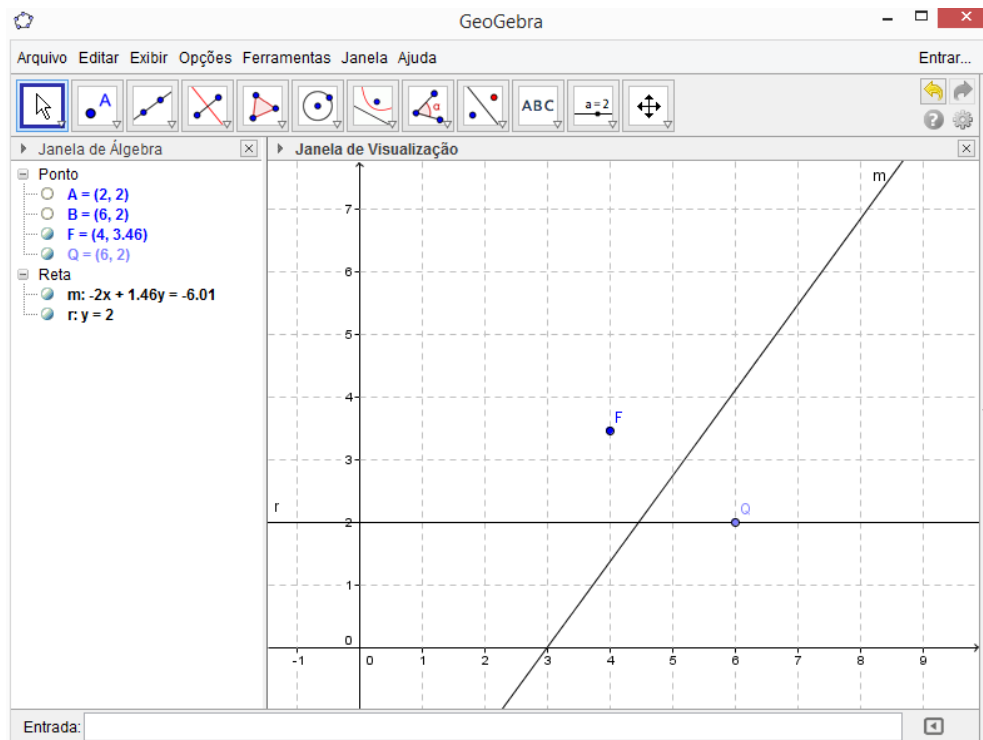 GeoGebra
Arquivo Editar Exibir Opções Ferramentas Janela Ajuda Entrar...
A α ABC a=2
Janela de Álgebra
Ponto
A = (2, 2)
B = (6, 2)
F = (4, 3.46)
Q = (6, 2)
Reta
m: -2x + 1.46y = -6.01
r: y = 2
Janela de Visualização
m
7
6
5
4
F
3
r
2
Q
1
0
-1 0 1 2 3 4 5 6 7 8 9
Entrada: